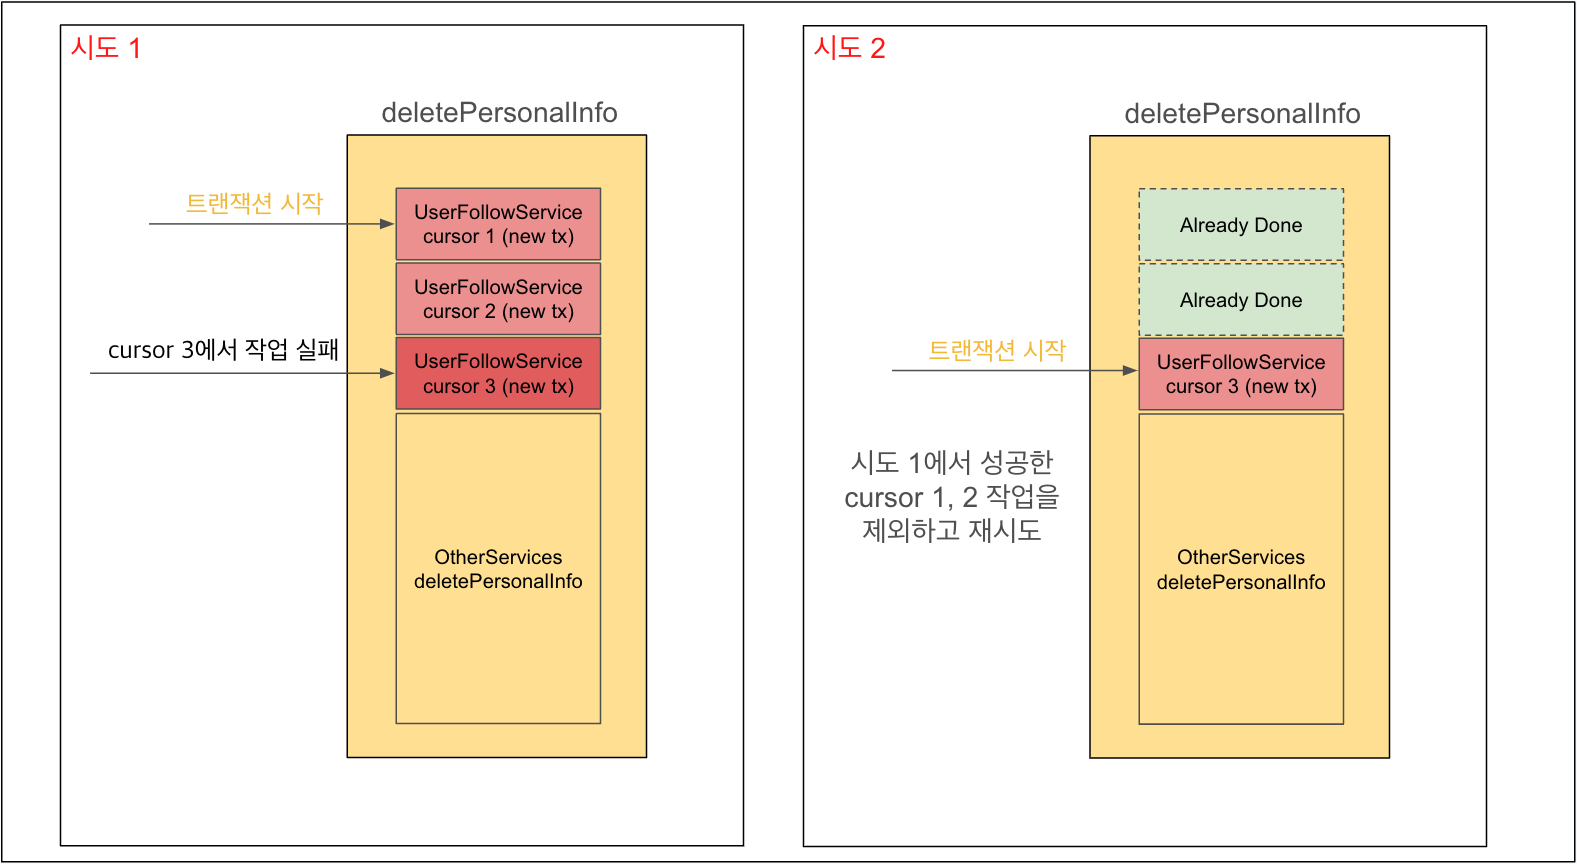 시도 1
deletePersonalInfo
트랜잭션 시작
UserFollowService
cursor 1 (new tx)
UserFollowService
cursor 2 (new tx)
cursor 3에서 작업 실패
UserFollowService
cursor 3 (new tx)
OtherServices
deletePersonalInfo
시도 2
deletePersonalInfo
Already Done
Already Done
트랜잭션 시작
UserFollowService
cursor 3 (new tx)
시도 1에서 성공한
cursor 1, 2 작업을
제외하고 재시도
OtherServices
deletePersonalInfo